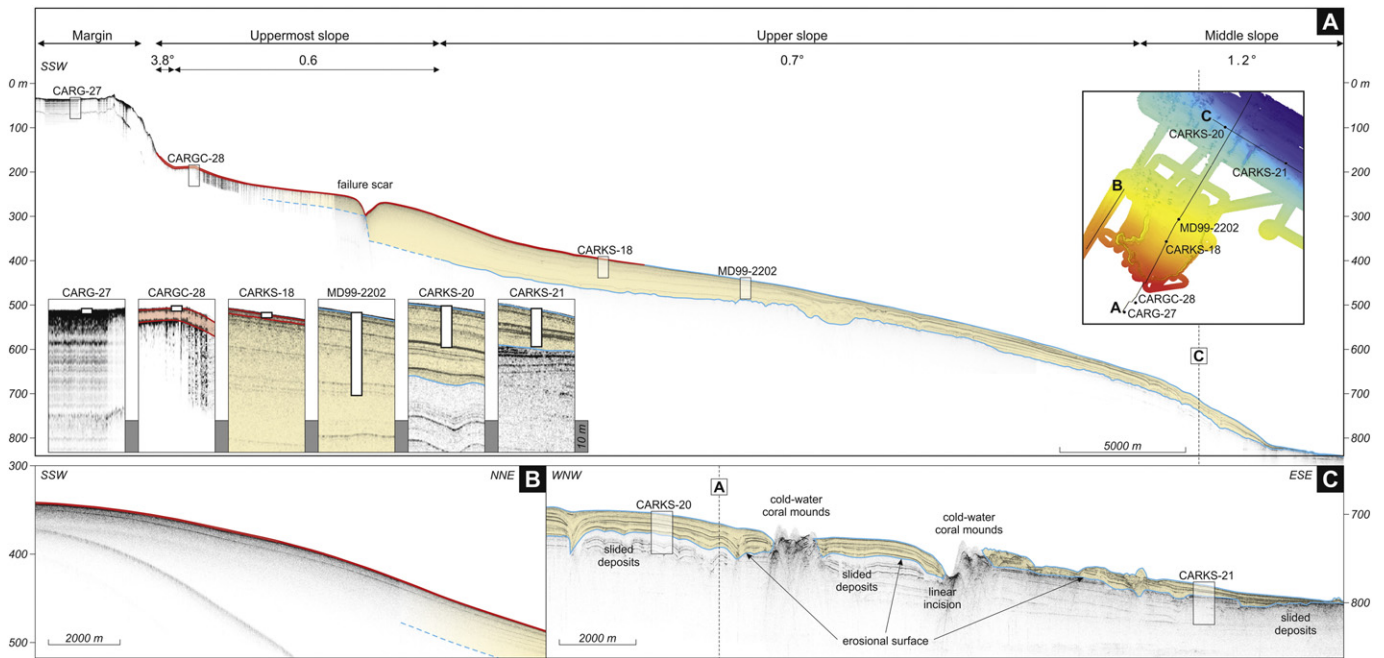 A
Margin Uppermost slope Upper slope Middle slope
3.8° 0.6 0.7° 1.2°
SSW
0 m 0 m
CARG-27
100 100
CARGC-28
200 200
failure scar
300 300
CARKS-18
400 400
MD99-2202
500 500
600 600
700 700
800 800
C
CARKS-20
CARKS-21
B
MD99-2202
CARKS-18
A
CARGC-28
CARG-27
C
CARG-27 CARGC-28 CARKS-18 MD99-2202 CARKS-20 CARKS-21
10 m
5000 m
300
SSW NNE B
400
500
2000 m
WNW ESE C
A
CARKS-20
cold-water
coral mounds
cold-water
coral mounds
700
slided
deposits
slided
deposits
linear
incision
CARKS-21
800
erosional surface
slided
deposits
2000 m